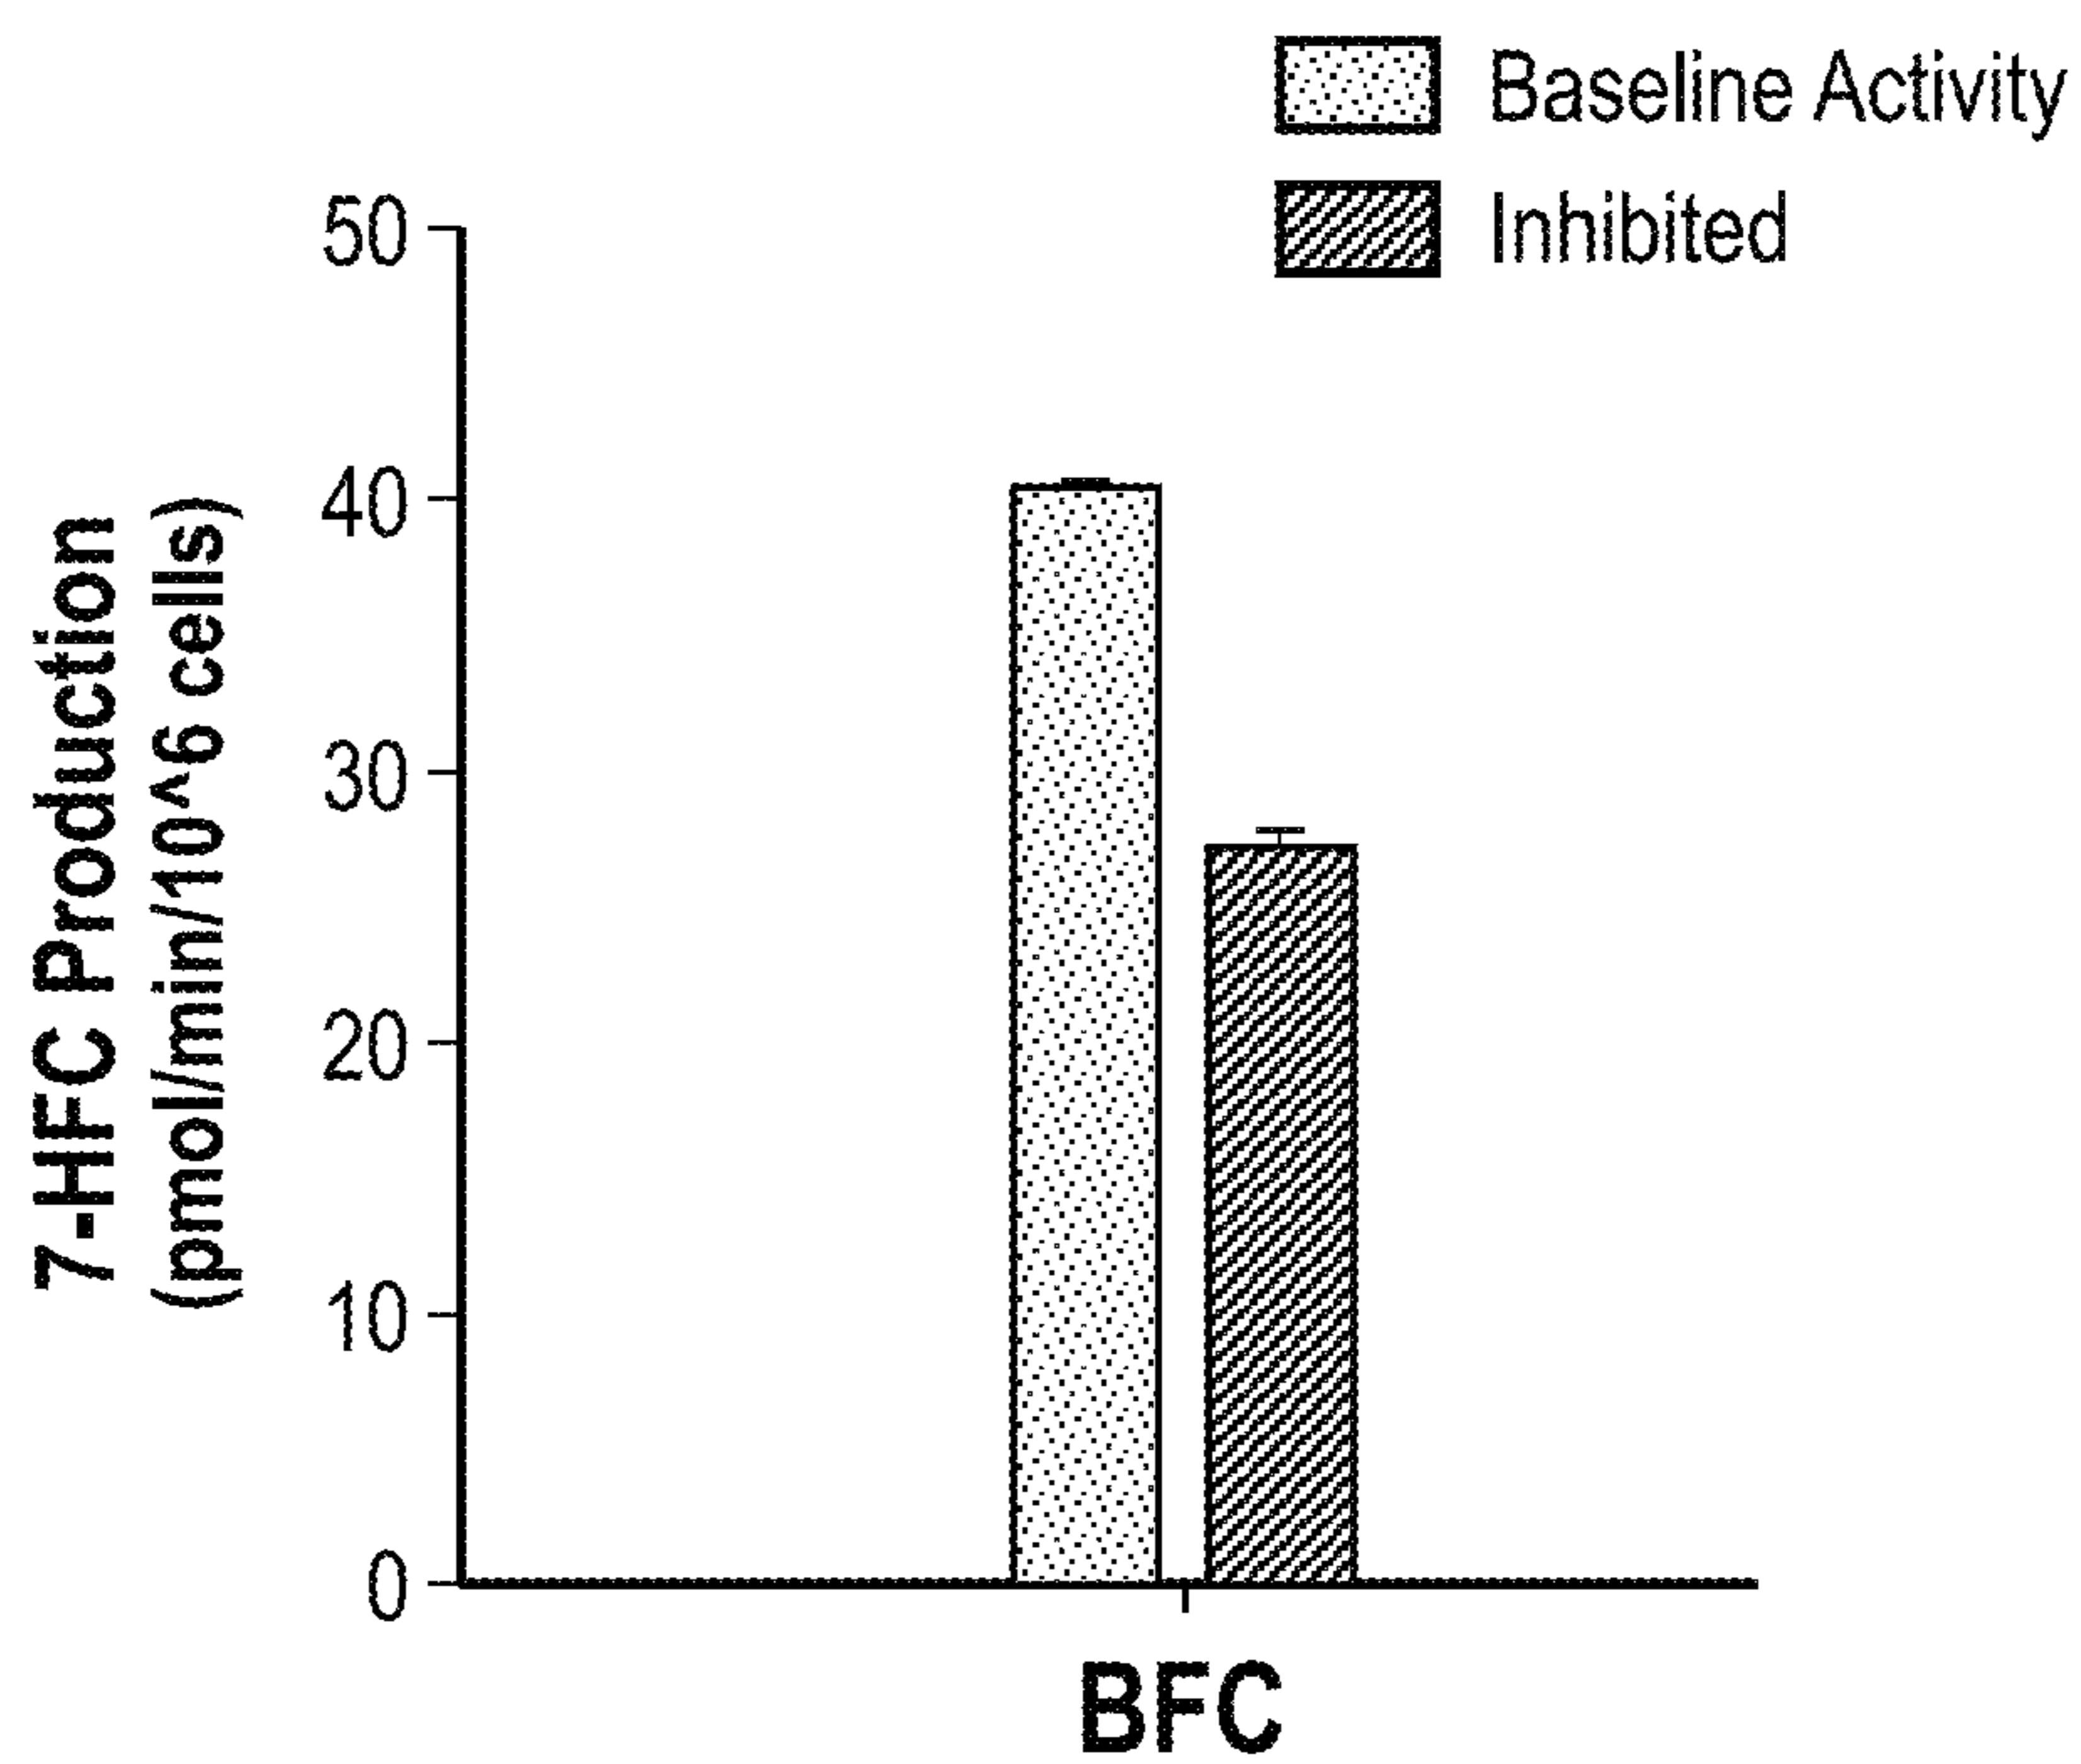 Baseline Activity
Inhibited
7-HFC Production
(pmol/min/10^6 cells)
50
40
30
20
10
0
BFC